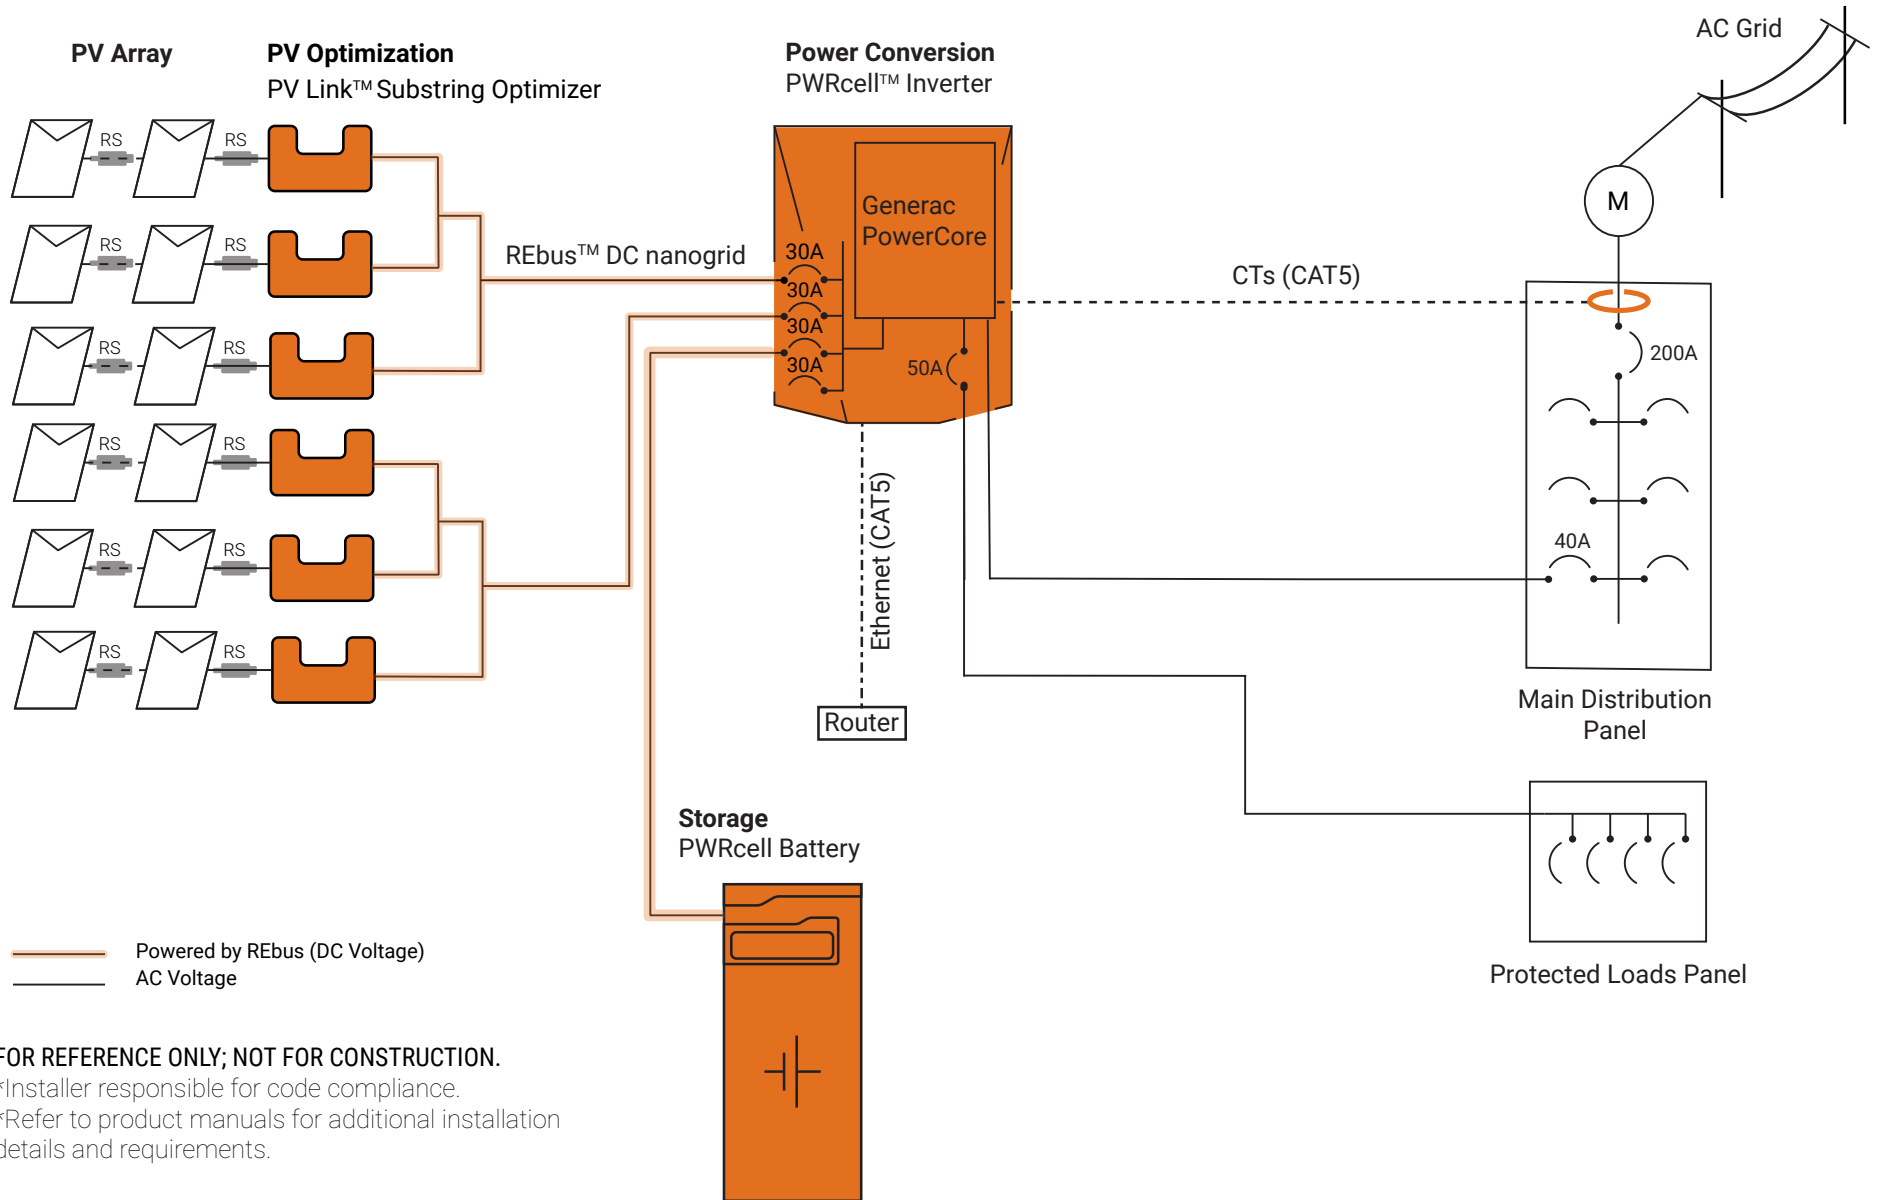 PV Array
PV Optimization
PV Link™ Substring Optimizer
Power Conversion
PWRcell™ Inverter
AC Grid
RS
RS
RS
RS
RS
RS
RS
RS
RS
RS
RS
RS
REbus™ DC nanogrid
Generac
PowerCore
30A
30A
30A
30A
50A
CTs (CAT5)
M
200A
40A
Main Distribution
Panel
Ethernet (CAT5)
Router
Storage
PWRcell Battery
Protected Loads Panel
Powered by REbus (DC Voltage)
AC Voltage
FOR REFERENCE ONLY; NOT FOR CONSTRUCTION.
*Installer responsible for code compliance.
*Refer to product manuals for additional installation
details and requirements.